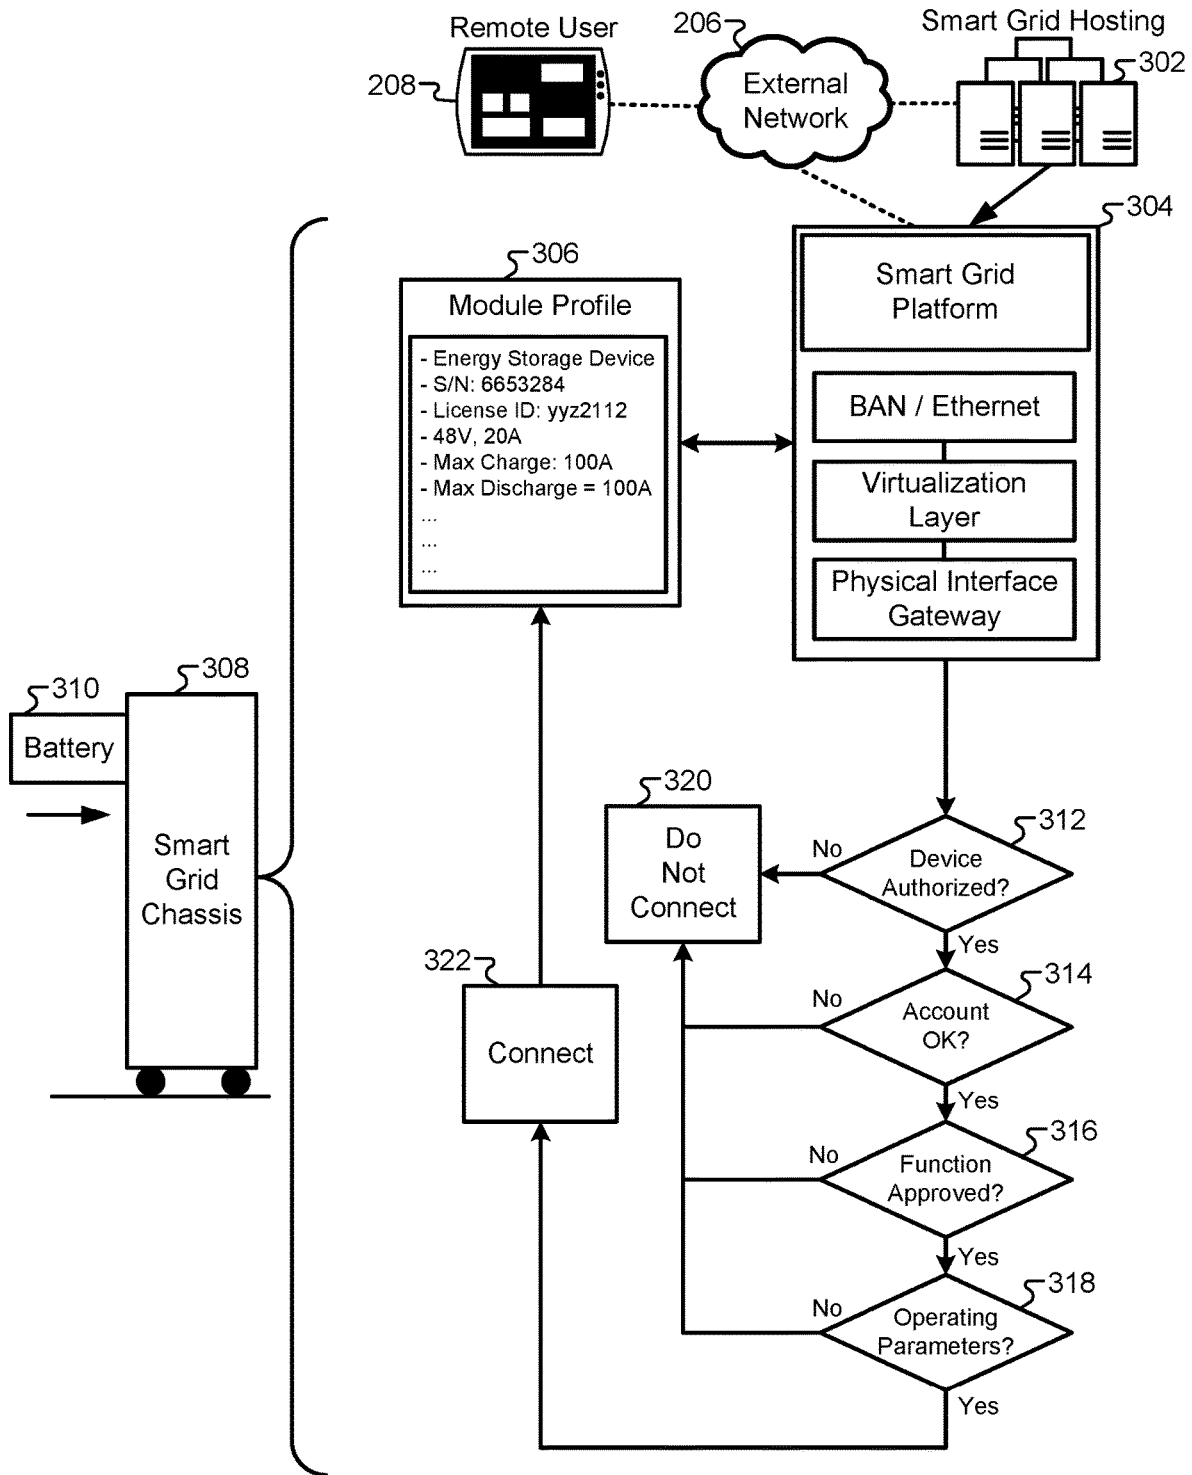 Remote User
206
Smart Grid Hosting
302
208
External
Network
304
306
Smart Grid
Platform
Module Profile
- Energy Storage Device
- S/N: 6653284
- License ID: yyz2112
- 48V, 20A
- Max Charge: 100A
- Max Discharge = 100A
...
...
...
BAN / Ethernet
Virtualization
Layer
Physical Interface
Gateway
308
310
Battery
Smart
Grid
Chassis
320
Do
Not
Connect
312
No
Device
Authorized?
Yes
322
Connect
314
No
Account
OK?
Yes
316
No
Function
Approved?
Yes
318
No
Operating
Parameters?
Yes